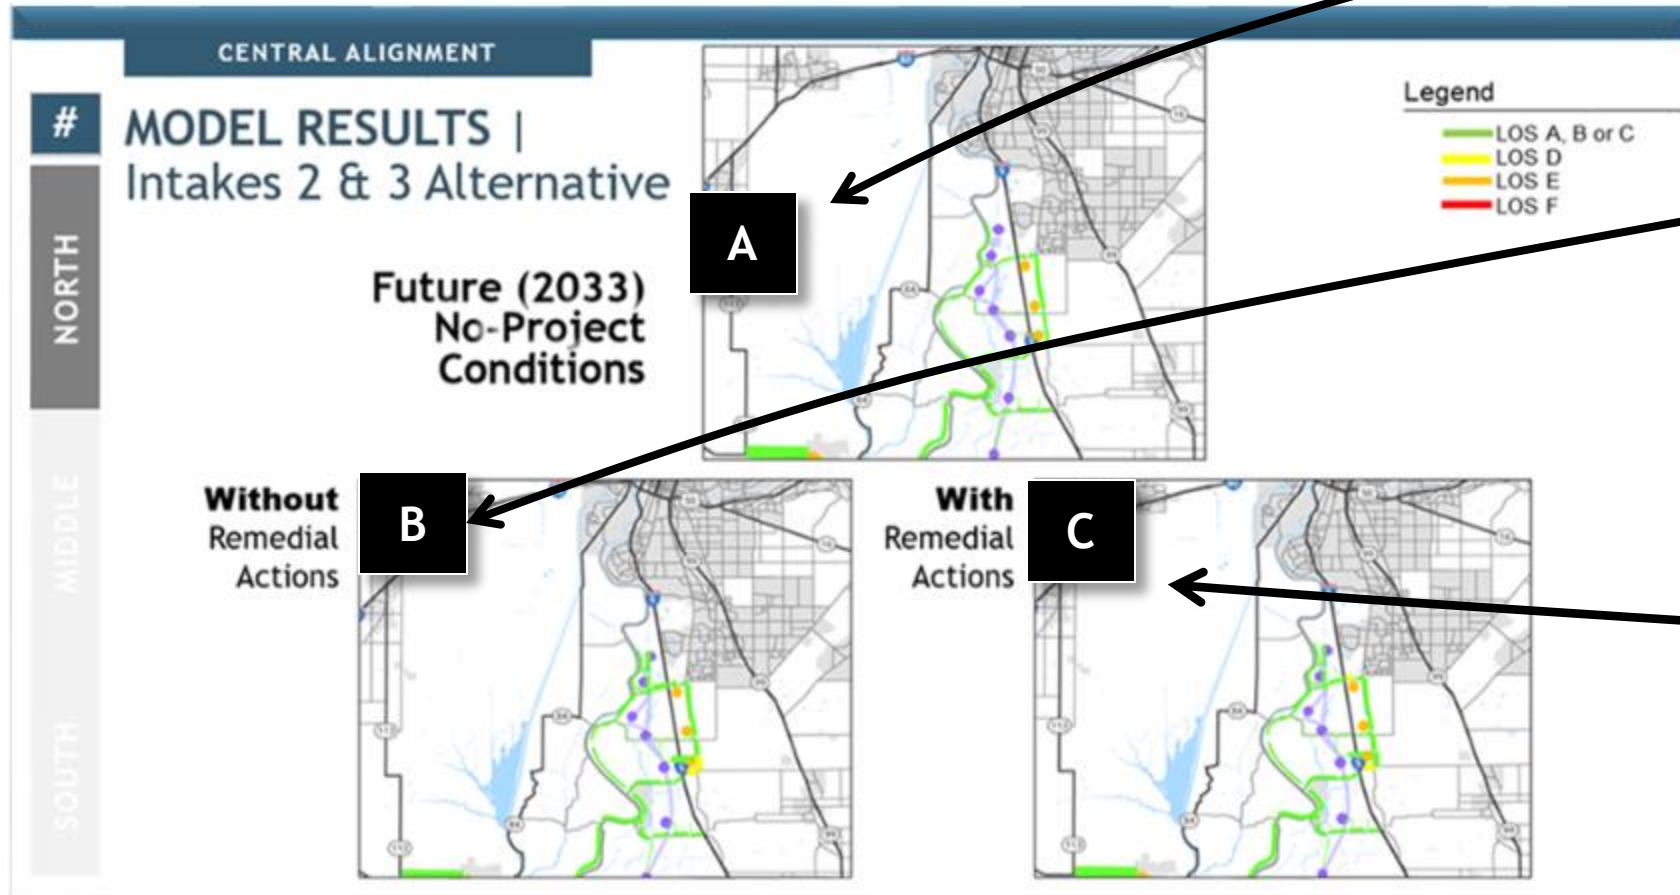 CENTRAL ALIGNMENT
#
MODEL RESULTS |
Intakes 2 & 3 Alternative
NORTH
MIDDLE
SOUTH
Future (2033)
No-Project
Conditions
A
Legend
LOS A, B or C
LOS D
LOS E
LOS F
Without
Remedial
Actions
B
With
Remedial
Actions
C